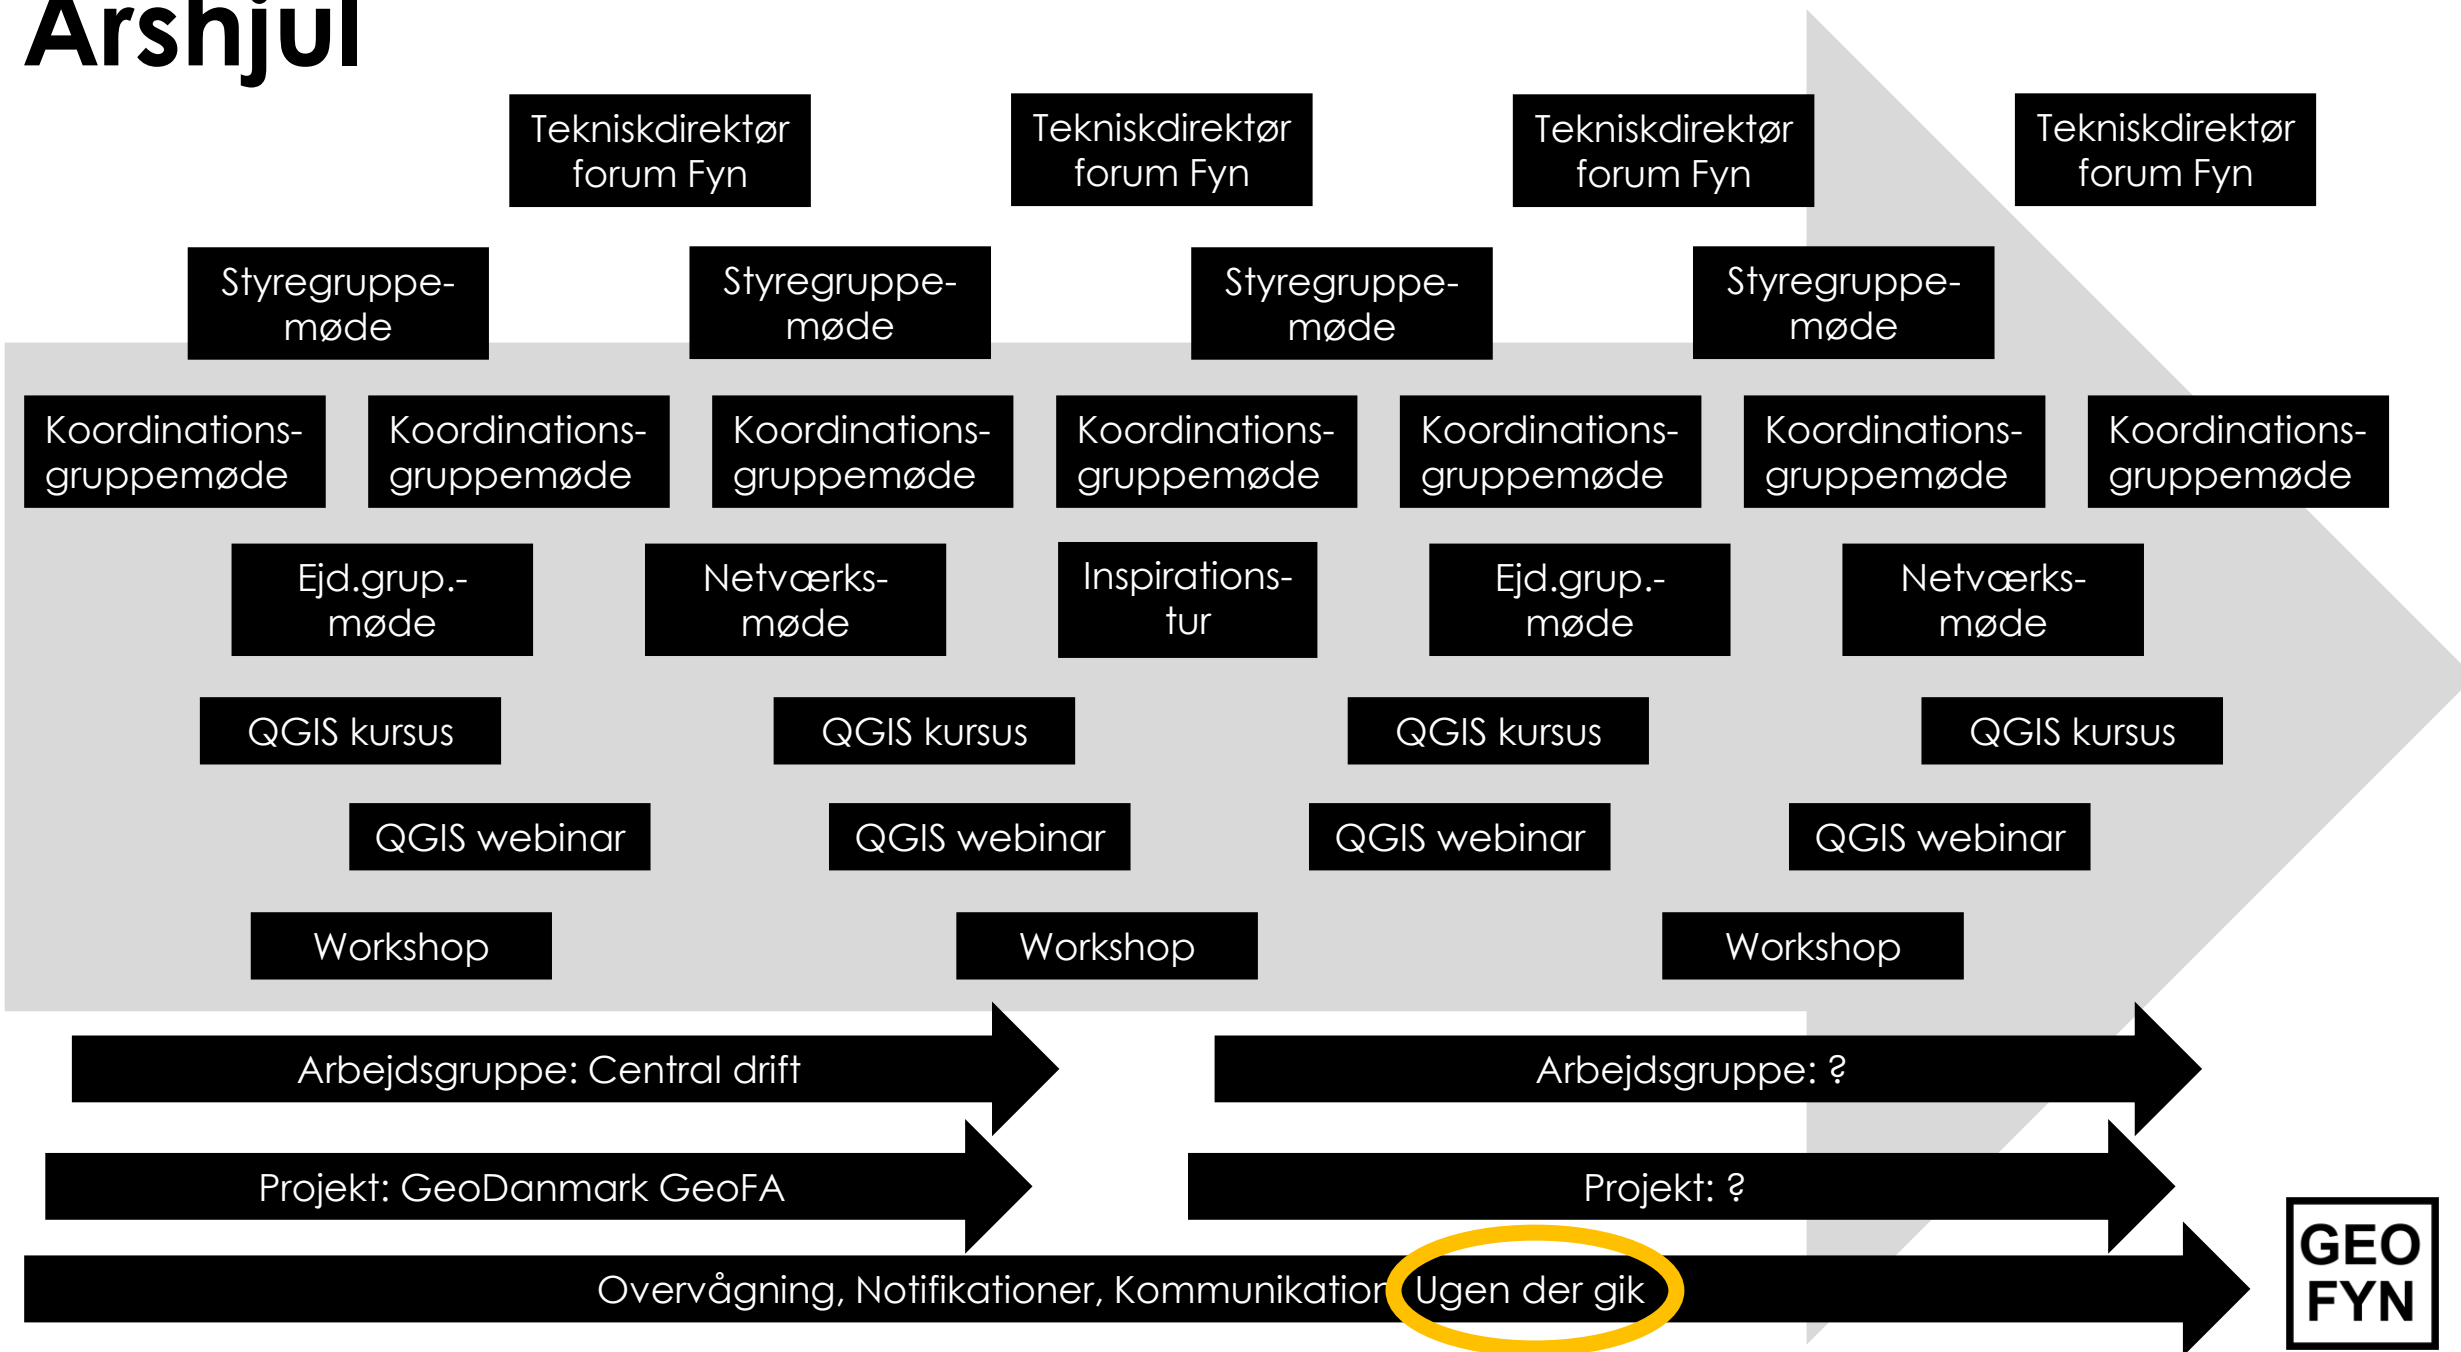 Årshjul
Tekniskdirektør
forum Fyn
Tekniskdirektør
forum Fyn
Tekniskdirektør
forum Fyn
Tekniskdirektør
forum Fyn
Styregruppe-
møde
Styregruppe-
møde
Styregruppe-
møde
Styregruppe-
møde
Koordinations-
gruppemøde
Koordinations-
gruppemøde
Koordinations-
gruppemøde
Koordinations-
gruppemøde
Koordinations-
gruppemøde
Koordinations-
gruppemøde
Koordinations-
gruppemøde
Ejd.grup.-
møde
Netværks-
møde
Inspirations-
tur
Ejd.grup.-
møde
Netværks-
møde
QGIS kursus
QGIS kursus
QGIS kursus
QGIS kursus
QGIS webinar
QGIS webinar
QGIS webinar
QGIS webinar
Workshop
Workshop
Workshop
Arbejdsgruppe: Central drift
Arbejdsgruppe: ?
Projekt: GeoDanmark GeoFA
Projekt: ?
Overvågning, Notifikationer, Kommunikation Ugen der gik
GEO
FYN